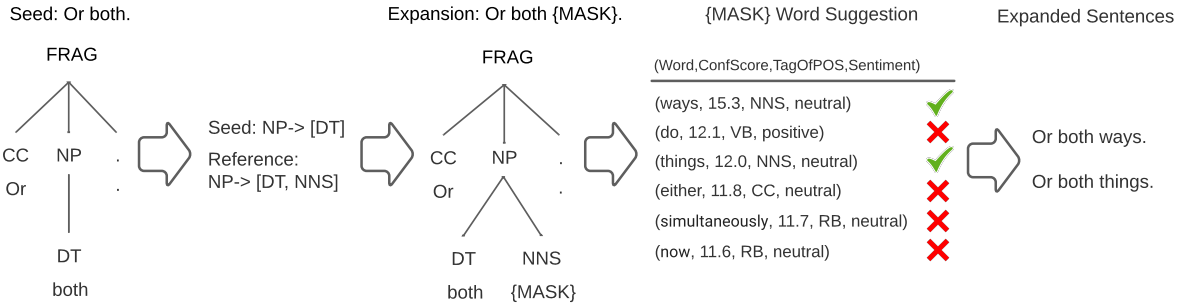 Seed: Or both.
FRAG
CC NP .
Or .
DT
both
Seed: NP-> [DT]
Reference:
NP-> [DT, NNS]
Expansion: Or both {MASK}.
FRAG
CC NP .
Or .
DT NNS
both {MASK}
{MASK} Word Suggestion
(Word,ConfScore,TagOfPOS,Sentiment)
(ways, 15.3, NNS, neutral)
(do, 12.1, VB, positive)
(things, 12.0, NNS, neutral)
(either, 11.8, CC, neutral)
(simultaneously, 11.7, RB, neutral)
(now, 11.6, RB, neutral)
Expanded Sentences
Or both ways.
Or both things.